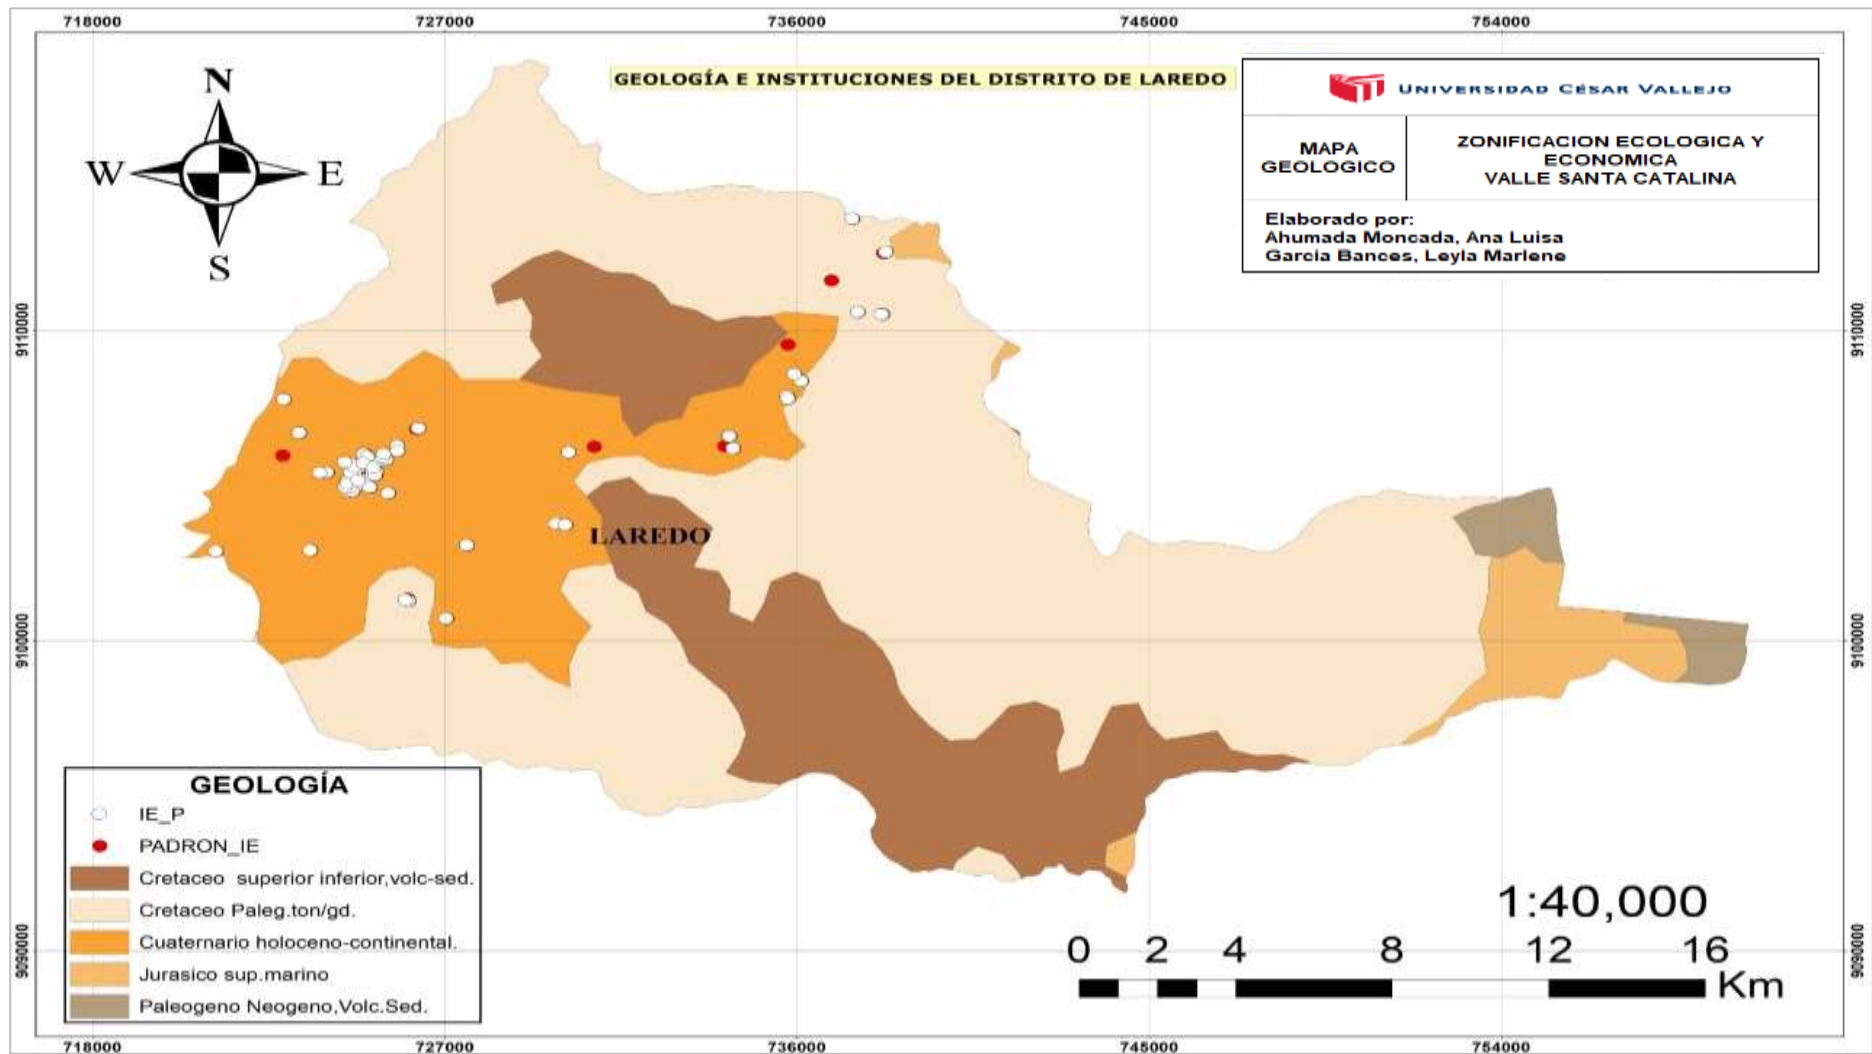 718000 727000 736000 745000 754000
GEOLOGÍA E INSTITUCIONES DEL DISTRITO DE LAREDO
UNIVERSIDAD CÉSAR VALLEJO
MAPA
GEOLOGICO
ZONIFICACION ECOLOGICA Y
ECONOMICA
VALLE SANTA CATALINA
Elaborado por:
Ahumada Moncada, Ana Luisa
Garcia Bances, Leyla Marlene
N
W E
S
9110000 9110000
LAREDO
9100000 9100000
GEOLOGÍA
IE_P
PADRON_IE
Cretaceo superior inferior,volc-sed.
Cretaceo Paleg.ton/gd.
Cuaternario holoceno-continental.
Jurasico sup.marino
Paleogeno Neogeno,Volc.Sed.
1:40,000
0 2 4 8 12 16
Km
9090000 9090000
718000 727000 736000 745000 754000